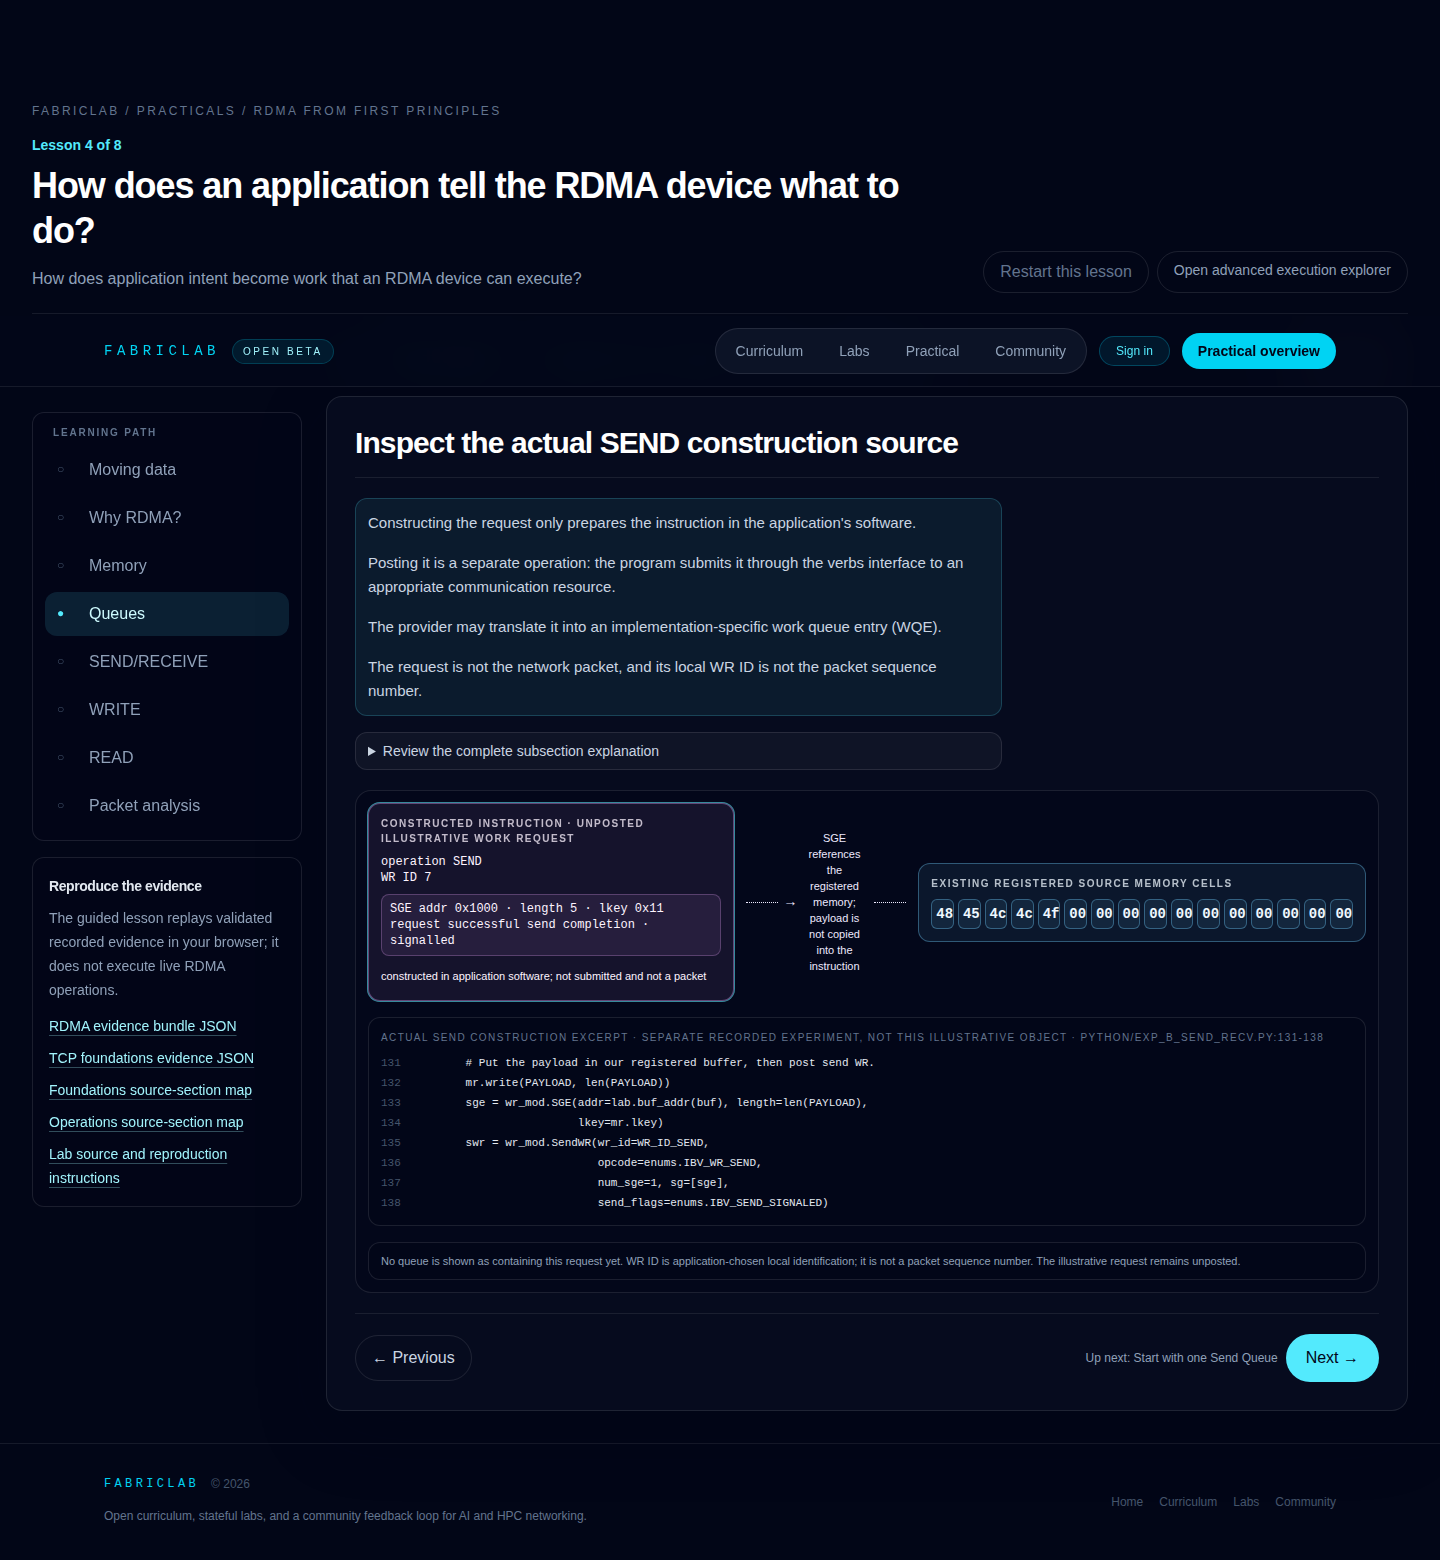 FABRICLAB / PRACTICALS / RDMA FROM FIRST PRINCIPLES
Lesson 4 of 8
How does an application tell the RDMA device what to
do?
How does application intent become work that an RDMA device can execute?
Restart this lesson
Open advanced execution explorer
FABRICLAB
OPEN BETA
Curriculum
Labs
Practical
Community
Sign in
Practical overview
LEARNING PATH
○ Moving data
○ Why RDMA?
○ Memory
● Queues
○ SEND/RECEIVE
○ WRITE
○ READ
○ Packet analysis
Reproduce the evidence
The guided lesson replays validated
recorded evidence in your browser; it
does not execute live RDMA
operations.
RDMA evidence bundle JSON
TCP foundations evidence JSON
Foundations source-section map
Operations source-section map
Lab source and reproduction
instructions
Inspect the actual SEND construction source
Constructing the request only prepares the instruction in the application's software.
Posting it is a separate operation: the program submits it through the verbs interface to an
appropriate communication resource.
The provider may translate it into an implementation-specific work queue entry (WQE).
The request is not the network packet, and its local WR ID is not the packet sequence
number.
▶ Review the complete subsection explanation
CONSTRUCTED INSTRUCTION · UNPOSTED
ILLUSTRATIVE WORK REQUEST
operation SEND
WR ID 7
SGE addr 0x1000 · length 5 · lkey 0x11
request successful send completion ·
signalled
constructed in application software; not submitted and not a packet
→
SGE
references
the
registered
memory;
payload is
not copied
into the
instruction
EXISTING REGISTERED SOURCE MEMORY CELLS
48 45 4c 4c 4f 00 00 00 00 00 00 00 00 00 00 00
ACTUAL SEND CONSTRUCTION EXCERPT · SEPARATE RECORDED EXPERIMENT, NOT THIS ILLUSTRATIVE OBJECT · PYTHON/EXP_B_SEND_RECV.PY:131-138
131 # Put the payload in our registered buffer, then post send WR.
132 mr.write(PAYLOAD, len(PAYLOAD))
133 sge = wr_mod.SGE(addr=lab.buf_addr(buf), length=len(PAYLOAD),
134 lkey=mr.lkey)
135 swr = wr_mod.SendWR(wr_id=WR_ID_SEND,
136 opcode=enums.IBV_WR_SEND,
137 num_sge=1, sg=[sge],
138 send_flags=enums.IBV_SEND_SIGNALED)
No queue is shown as containing this request yet. WR ID is application-chosen local identification; it is not a packet sequence number. The illustrative request remains unposted.
← Previous
Up next: Start with one Send Queue
Next →
FABRICLAB © 2026
Open curriculum, stateful labs, and a community feedback loop for AI and HPC networking.
Home
Curriculum
Labs
Community